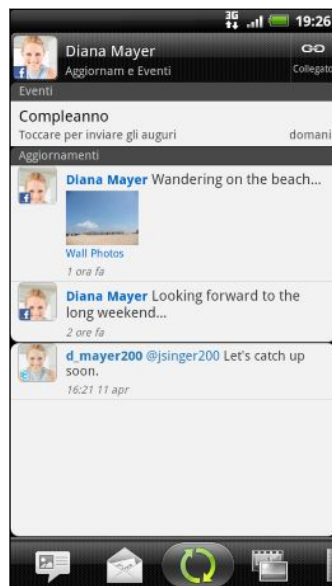 3G 19:26
Diana Mayer
Aggiornam e Eventi
Collegato
Eventi
Compleanno
Toccare per inviare gli auguri domani
Aggiornamenti
Diana Mayer Wandering on the beach...
Wall Photos
1 ora fa
Diana Mayer Looking forward to the
long weekend...
2 ore fa
d_mayer200 @jsinger200 Let's catch up
soon.
16:21 11 apr